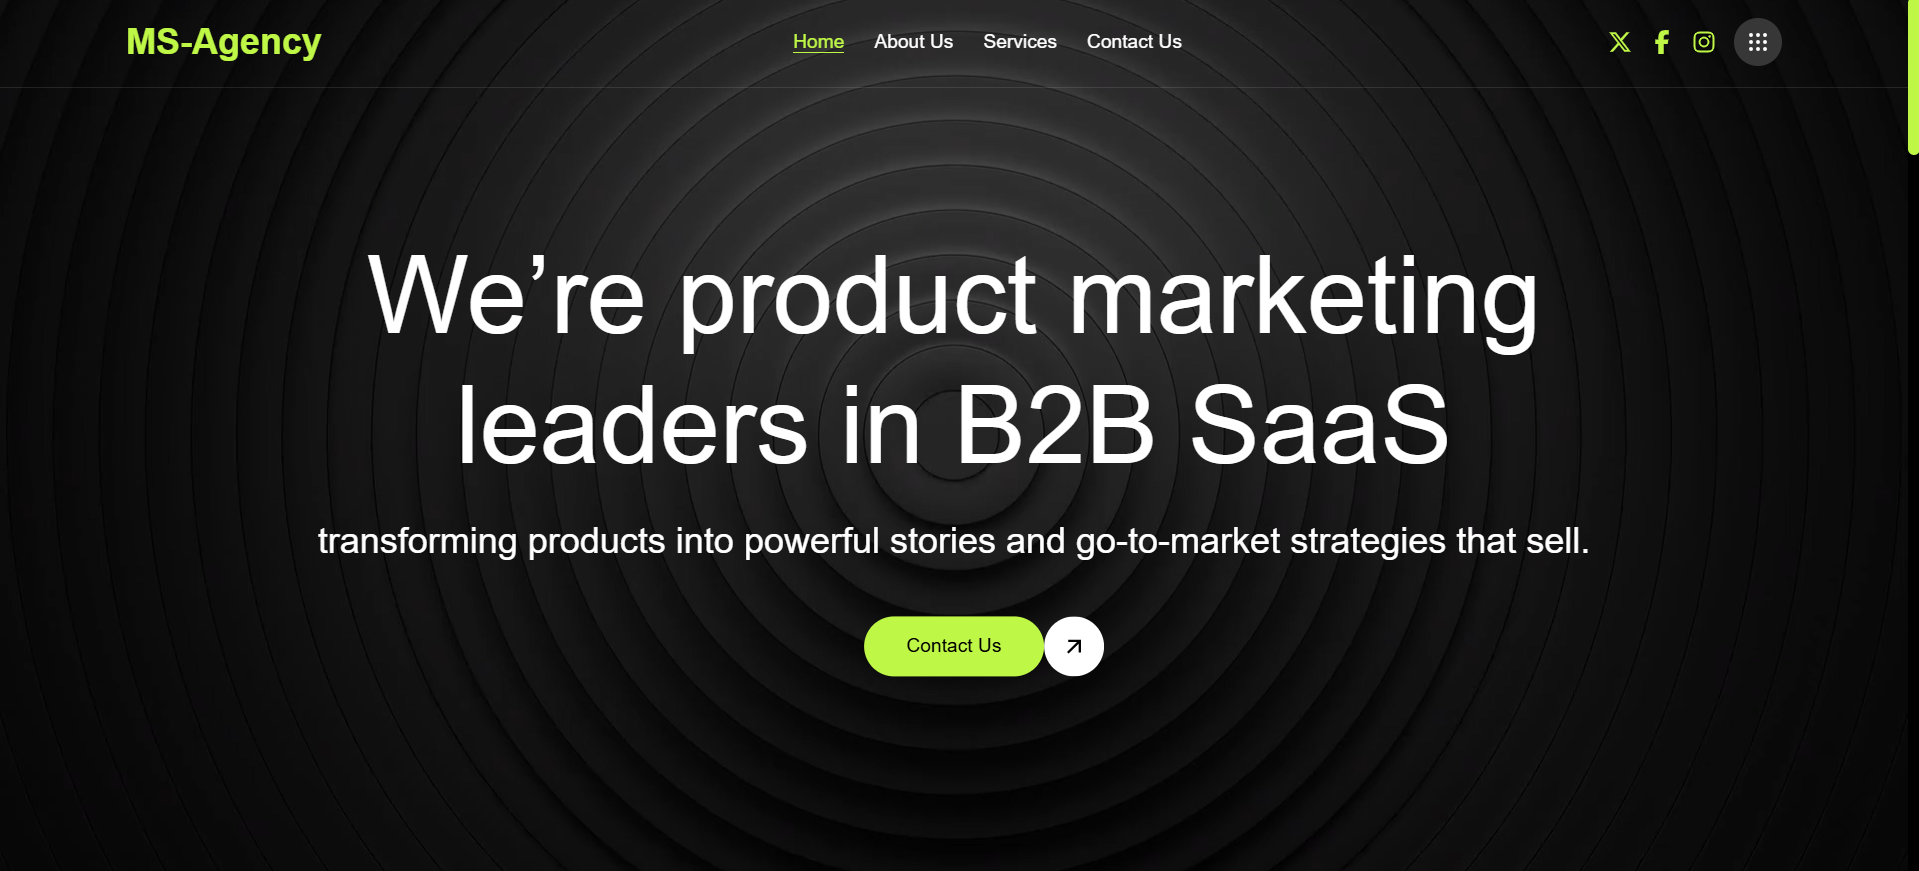 MS-Agency
Home About Us Services Contact Us
We’re product marketing
leaders in B2B SaaS
transforming products into powerful stories and go-to-market strategies that sell.
Contact Us